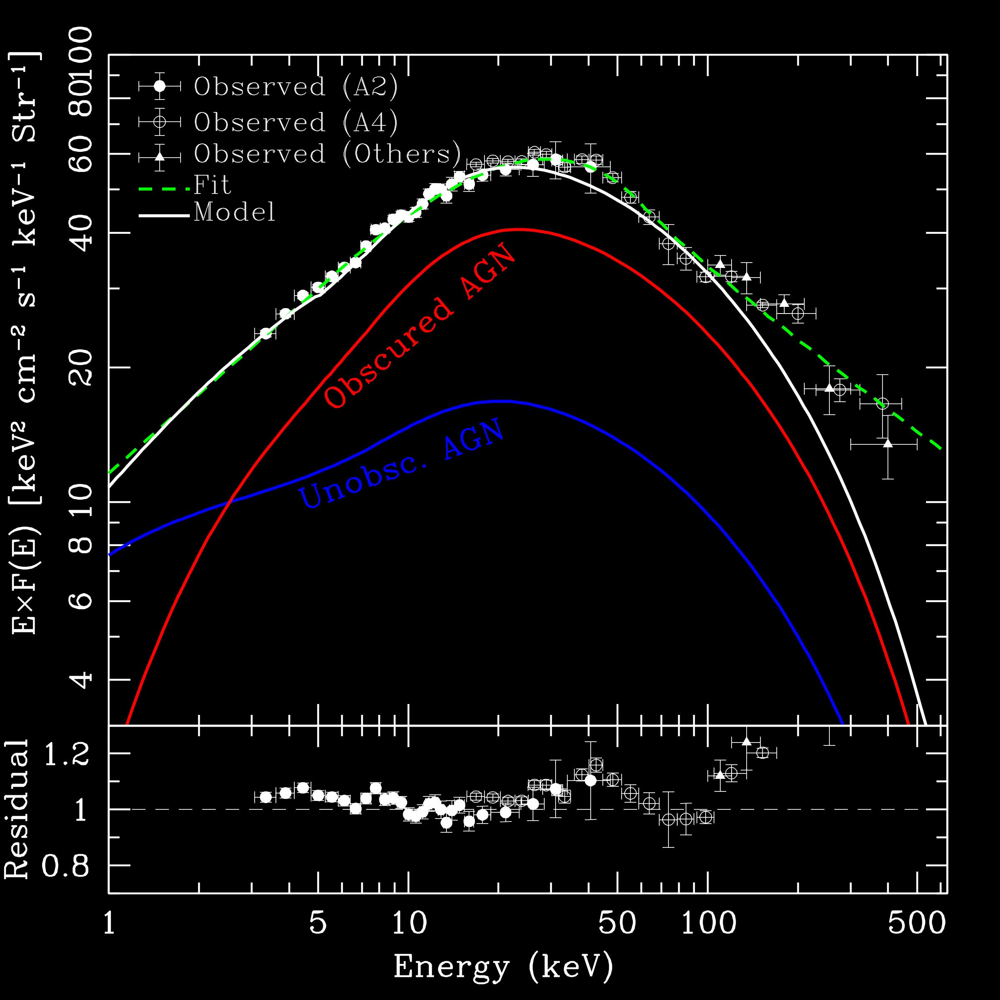 E×F(E) [keV² cm⁻² s⁻¹ keV⁻¹ Str⁻¹]
100
80
60
40
20
10
8
6
4
Observed (A2)
Observed (A4)
Observed (Others)
Fit
Model
Obscured AGN
Unobsc. AGN
Residual
1.2
1
0.8
1 5 10 50 100 500
Energy (keV)